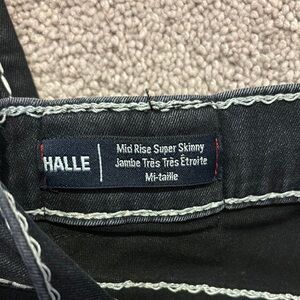 HALLE
Mid Rise Super Skinny
Jambe Très Très Étroite
Mi-taille